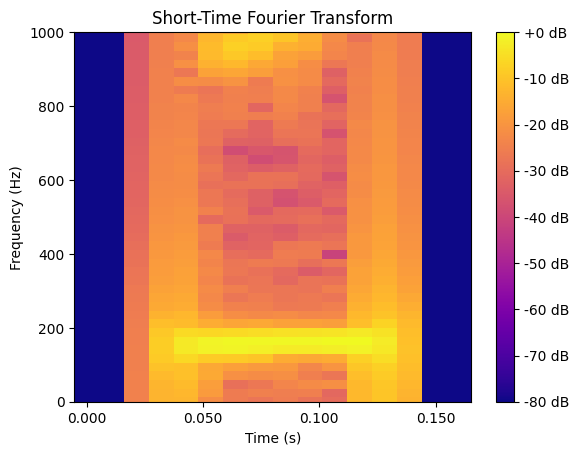 Short-Time Fourier Transform
1000
800
600
400
200
0
Frequency (Hz)
0.000
0.050
0.100
0.150
Time (s)
+0 dB
-10 dB
-20 dB
-30 dB
-40 dB
-50 dB
-60 dB
-70 dB
-80 dB